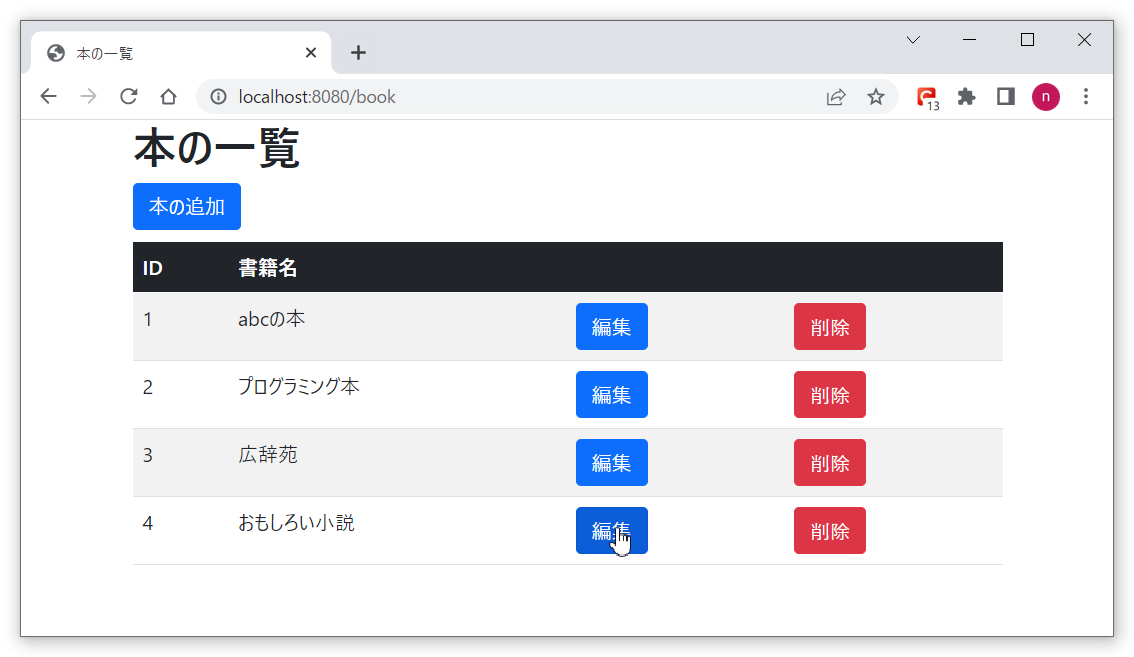 本の一覧
localhost:8080/book
13
n
本の一覧
本の追加
ID 書籍名
1 abcの本 編集 削除
2 プログラミング本 編集 削除
3 広辞苑 編集 削除
4 おもしろい小説 編集 削除